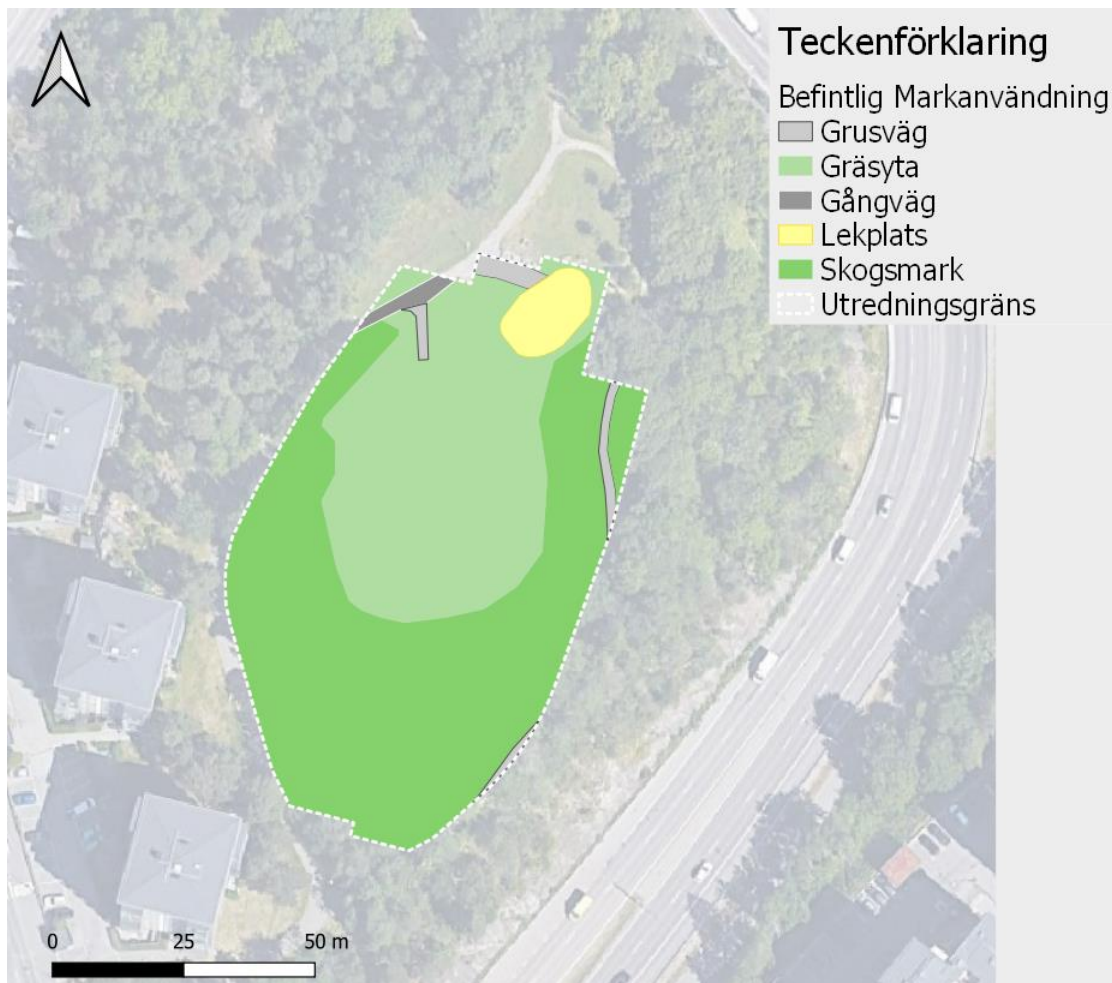 Teckenförklaring
Befintlig Markanvändning
Grusväg
Gräsyta
Gångväg
Lekplats
Skogsmark
Utredningsgräns
0 25 50 m